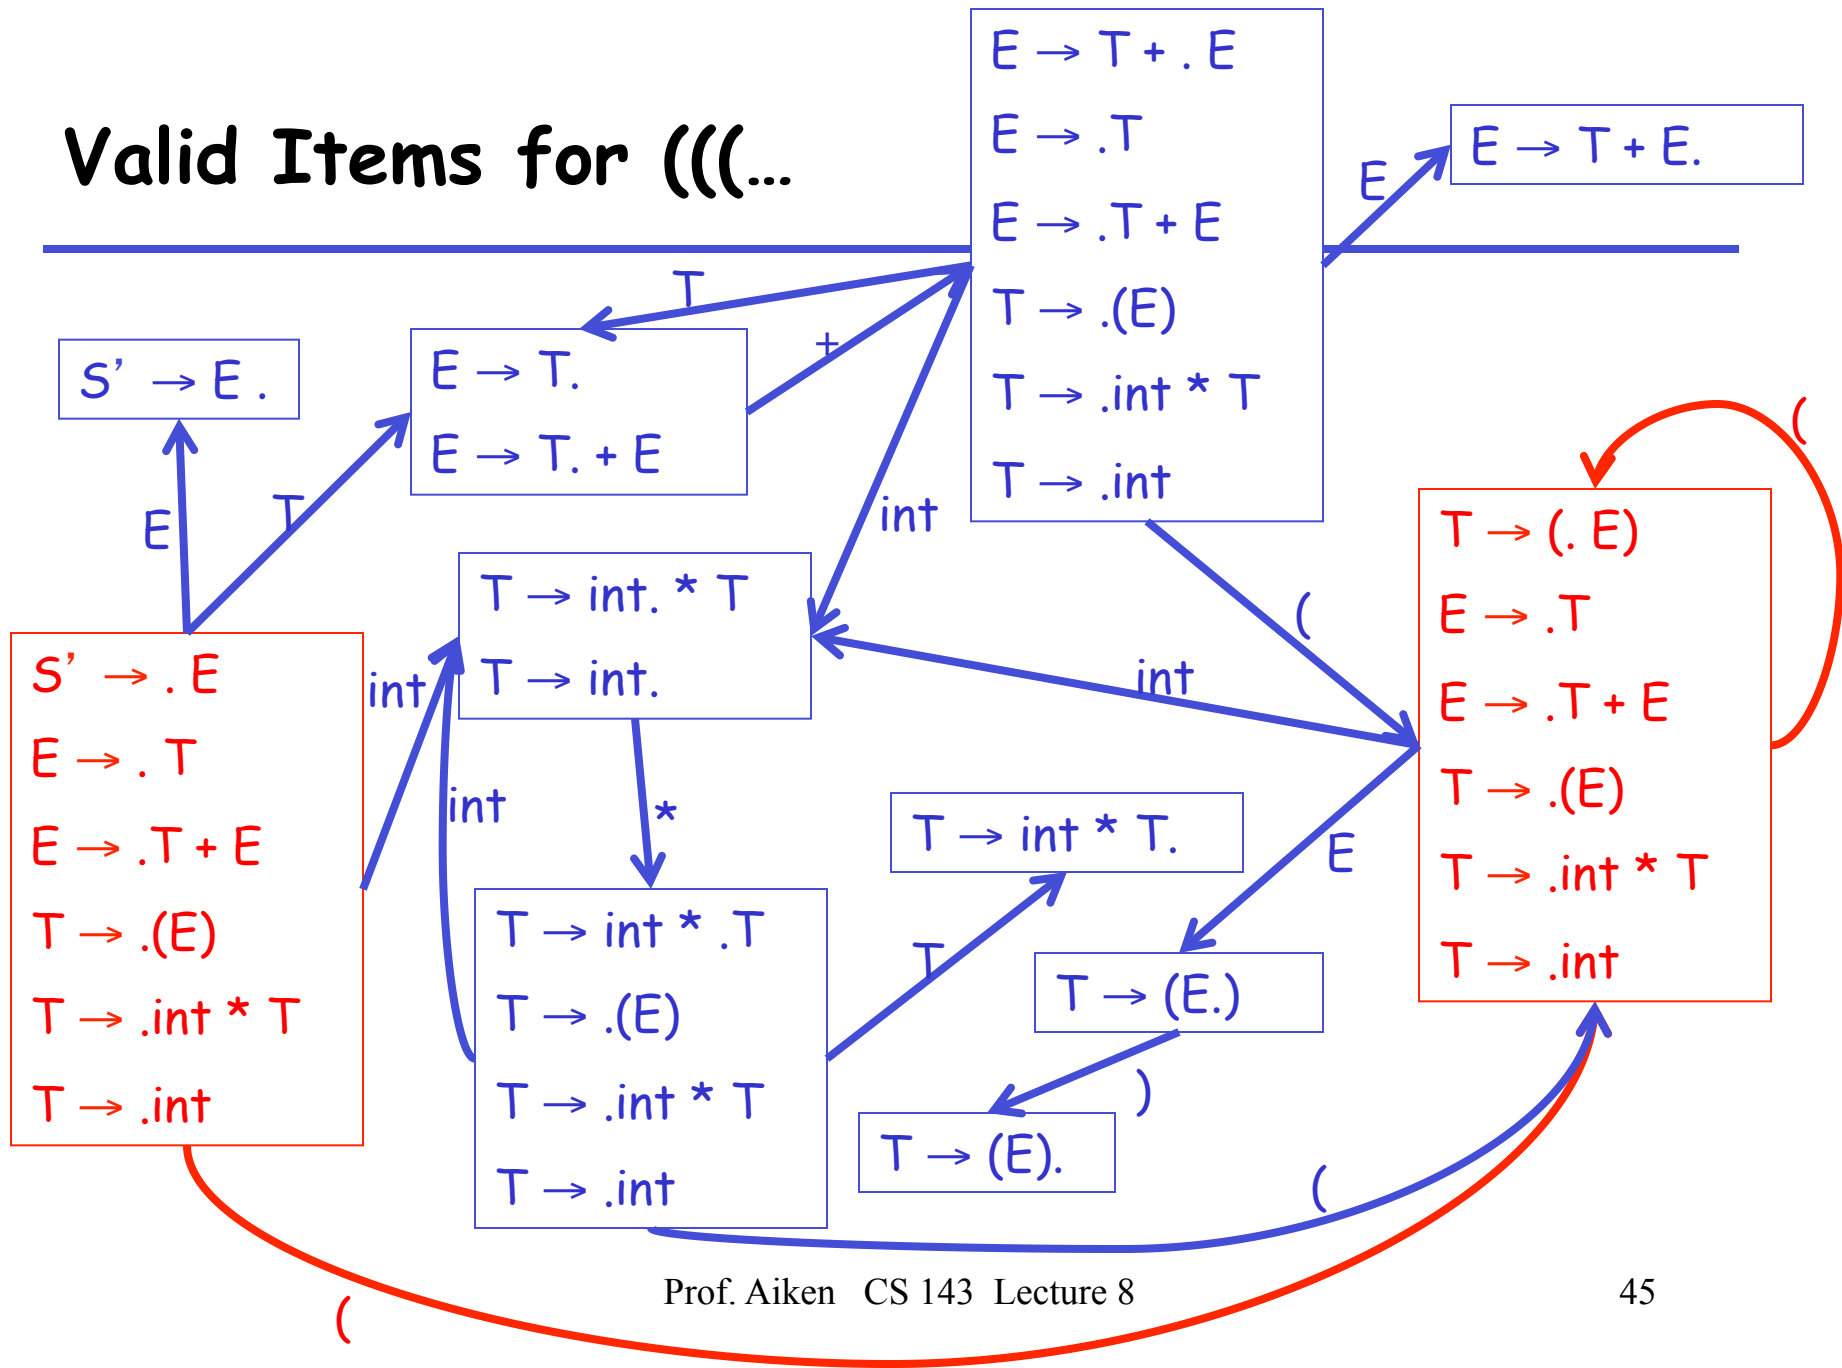 Valid Items for (((…
E → T + . E
E → .T
E → .T + E
T → .(E)
T → .int * T
T → .int
E → T + E.
E
T
+
S’ → E .
E → T.
E → T. + E
E
T
int
(
T → (. E)
E → .T
E → .T + E
T → .(E)
T → .int * T
T → .int
(
T → int. * T
T → int.
int
S’ → . E
E → . T
E → .T + E
T → .(E)
T → .int * T
T → .int
int
int
*
T → int * T.
E
T → int * .T
T → .(E)
T → .int * T
T → .int
T
T → (E.)
)
T → (E).
(
(
Prof. Aiken CS 143 Lecture 8
45